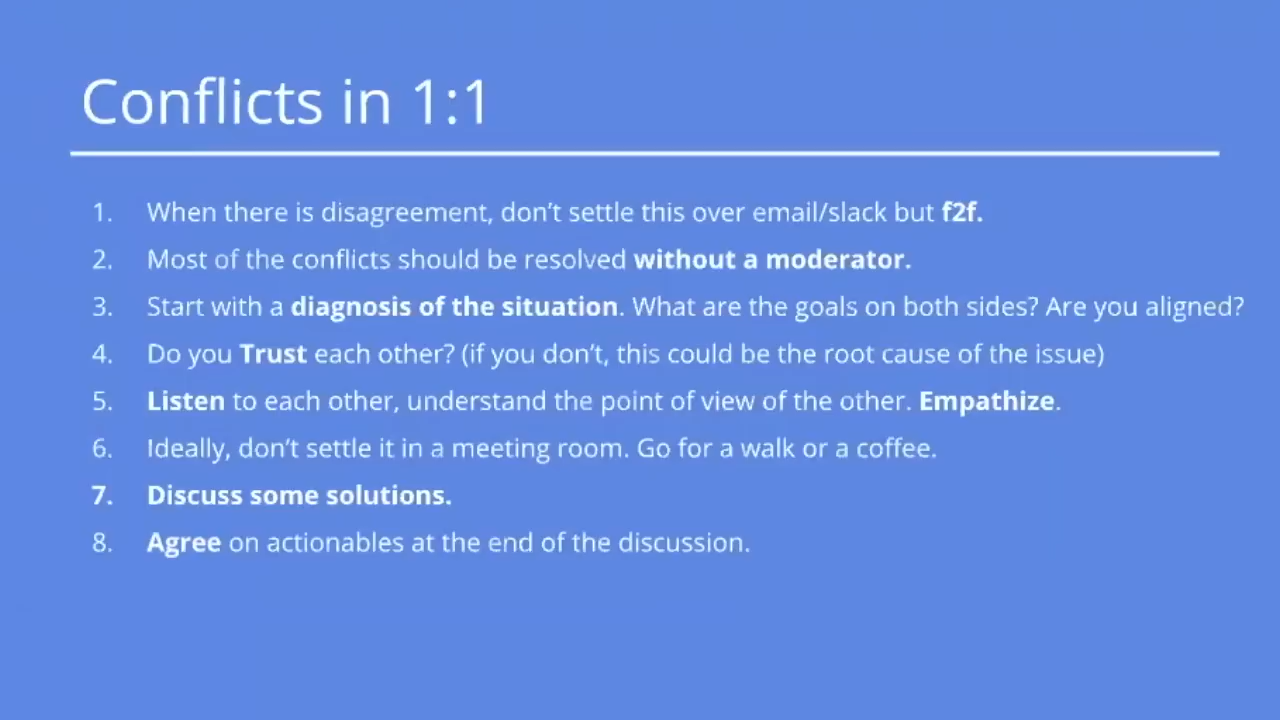 Conflicts in 1:1
1. When there is disagreement, don't settle this over email/slack but f2f.
2. Most of the conflicts should be resolved without a moderator.
3. Start with a diagnosis of the situation. What are the goals on both sides? Are you aligned?
4. Do you Trust each other? (if you don't, this could be the root cause of the issue)
5. Listen to each other, understand the point of view of the other. Empathize.
6. Ideally, don't settle it in a meeting room. Go for a walk or a coffee.
7. Discuss some solutions.
8. Agree on actionables at the end of the discussion.